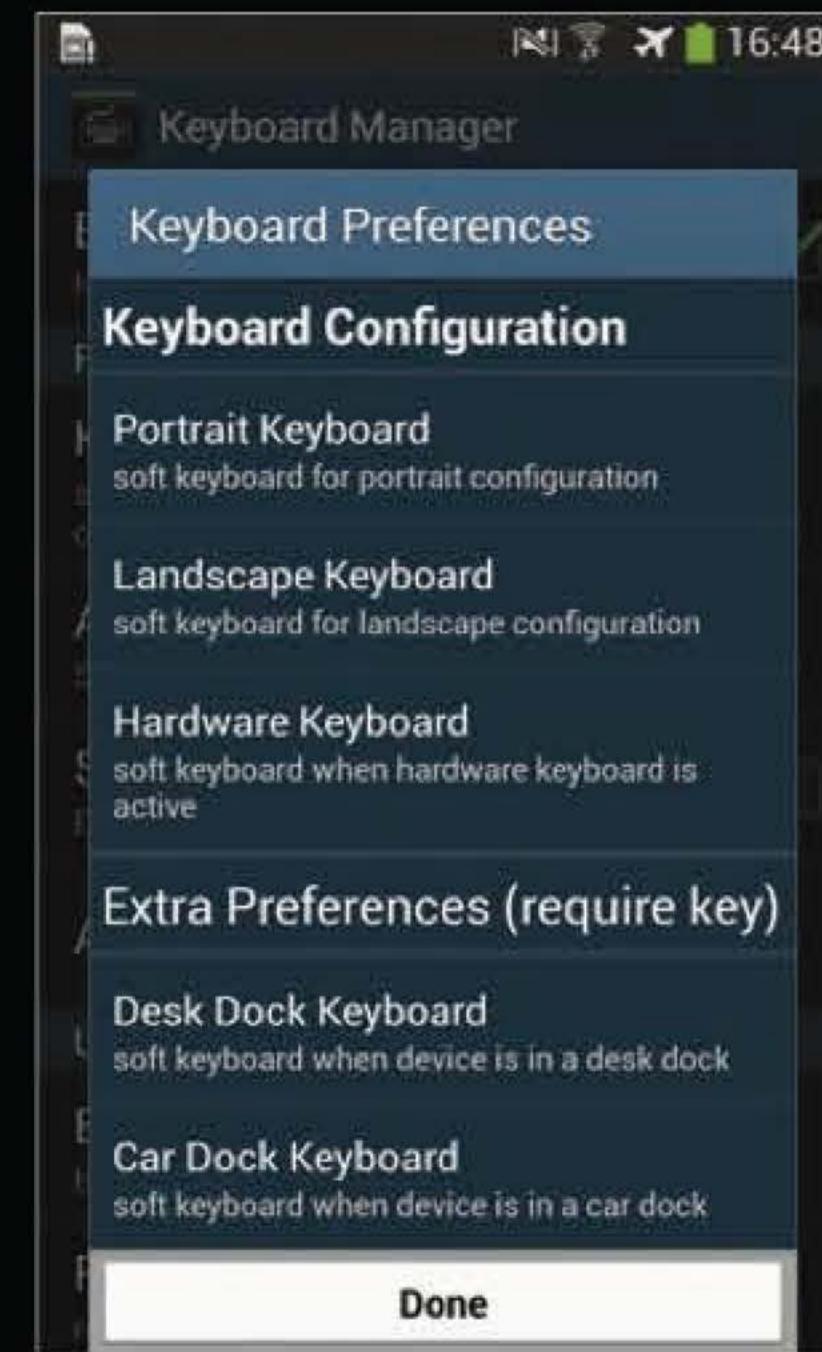 16:48
Keyboard Manager
Keyboard Preferences
Keyboard Configuration
Portrait Keyboard
soft keyboard for portrait configuration
Landscape Keyboard
soft keyboard for landscape configuration
Hardware Keyboard
soft keyboard when hardware keyboard is
active
Extra Preferences (require key)
Desk Dock Keyboard
soft keyboard when device is in a desk dock
Car Dock Keyboard
soft keyboard when device is in a car dock
Done